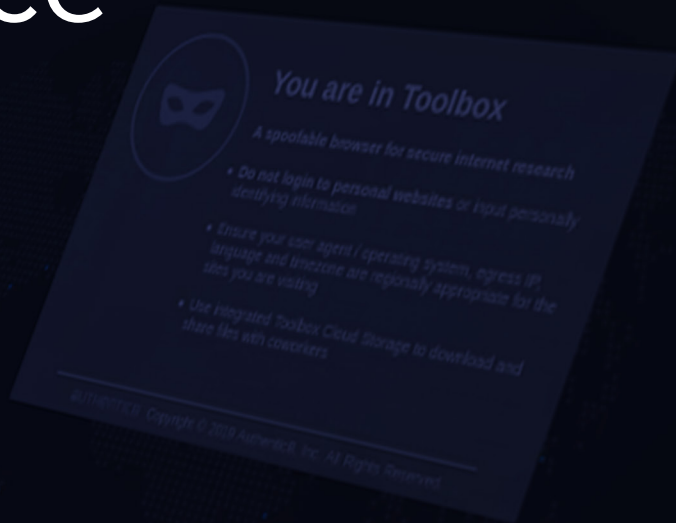 You are in Toolbox
A spoofable browser for secure internet research
• Do not login to personal websites or input personally
identifying information
• Ensure your user agent / operating system, egress IP,
language and timezone are regionally appropriate for the
sites you are visiting
• Use integrated Toolbox Cloud Storage to download and
share files with coworkers
AUTHENTIC8 Copyright © 2019 Authentic8, Inc. All Rights Reserved.